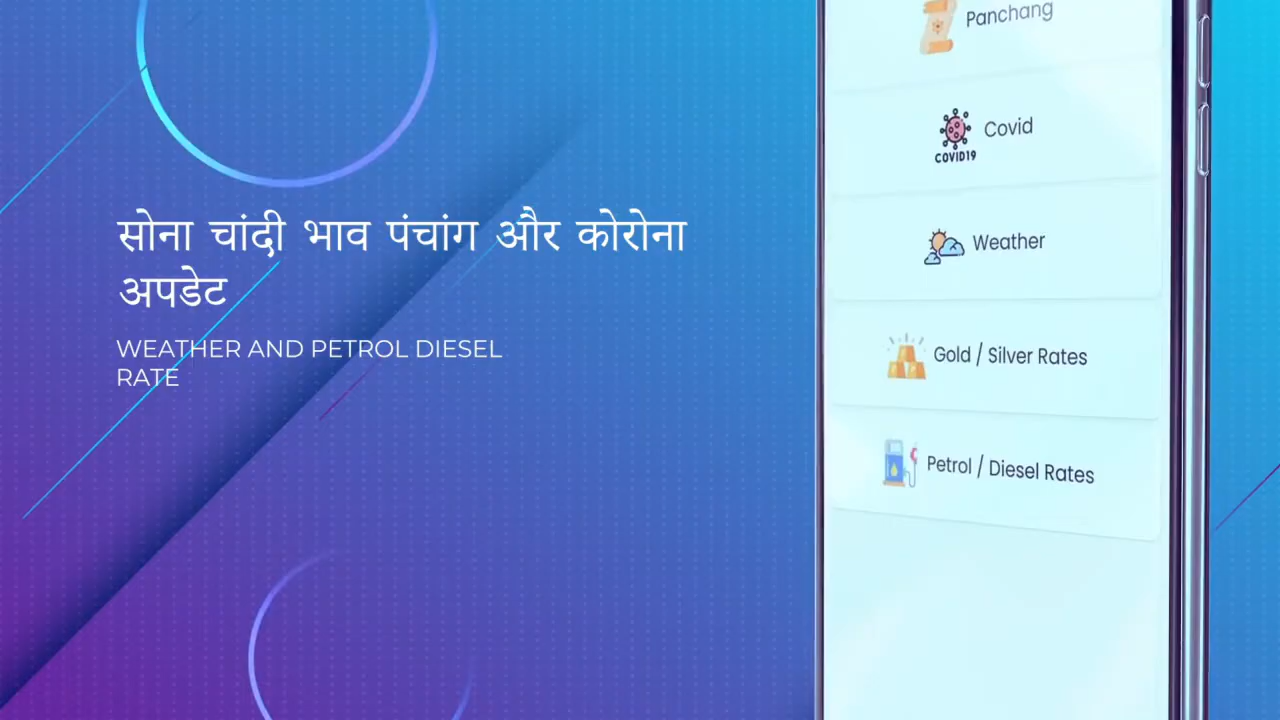 सोना चांदी भाव पंचांग और कोरोना
अपडेट
WEATHER AND PETROL DIESEL
RATE
Panchang
Covid
COVID19
Weather
Gold / Silver Rates
Petrol / Diesel Rates